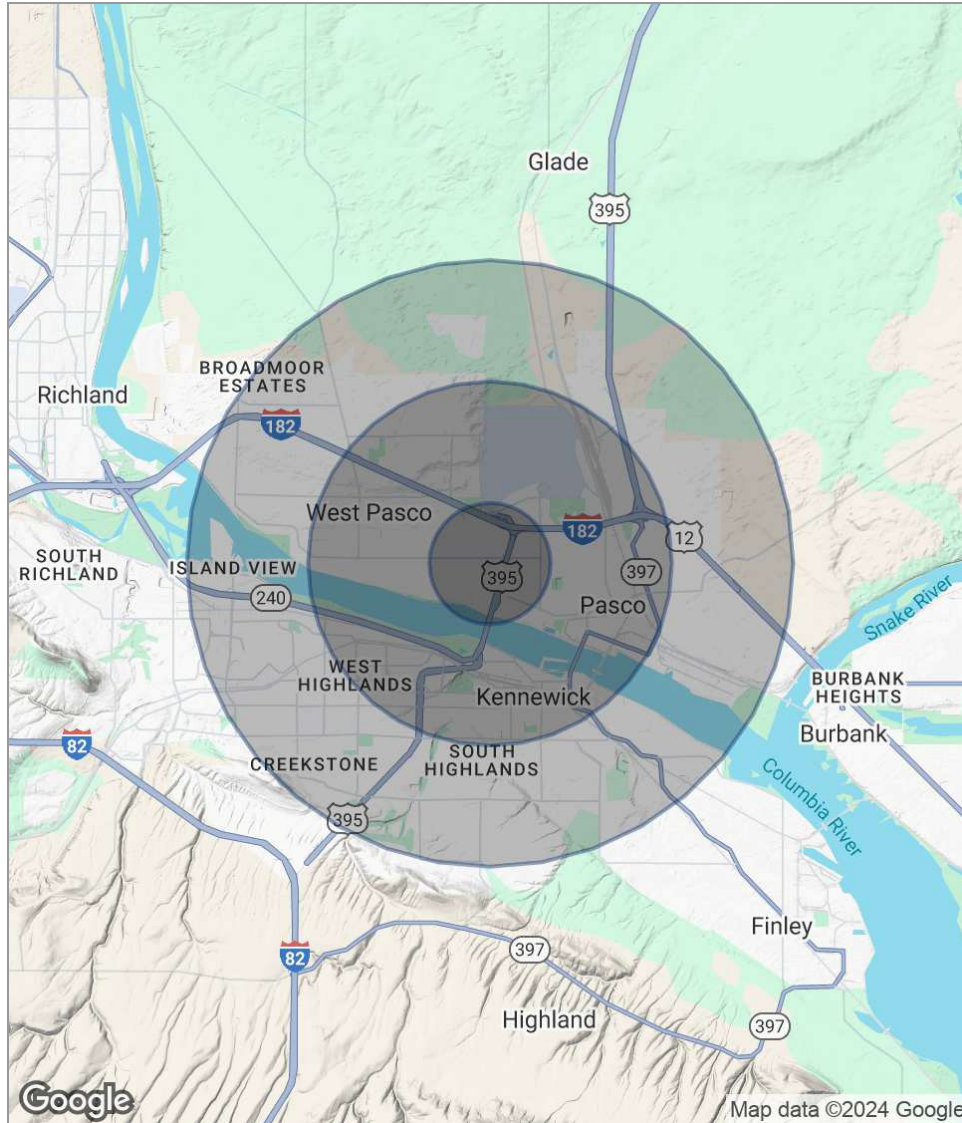 Glade
395
BROADMOOR
ESTATES
Richland
182
West Pasco
182
12
SOUTH
RICHLAND
ISLAND VIEW
395
397
240
Pasco
Snake River
WEST
HIGHLANDS
Kennewick
BURBANK
HEIGHTS
Burbank
82
CREEKSTONE
SOUTH
HIGHLANDS
Columbia River
395
Finley
397
82
Highland
397
Google
Map data ©2024 Google